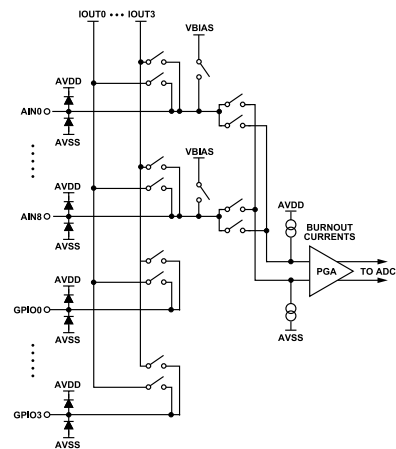 IOUT0 ••• IOUT3
VBIAS
AVDD
AIN0
AVSS
VBIAS
AVDD
AIN8
AVSS
AVDD
BURNOUT
CURRENTS
PGA
TO ADC
AVSS
AVDD
GPIO0
AVSS
AVDD
GPIO3
AVSS